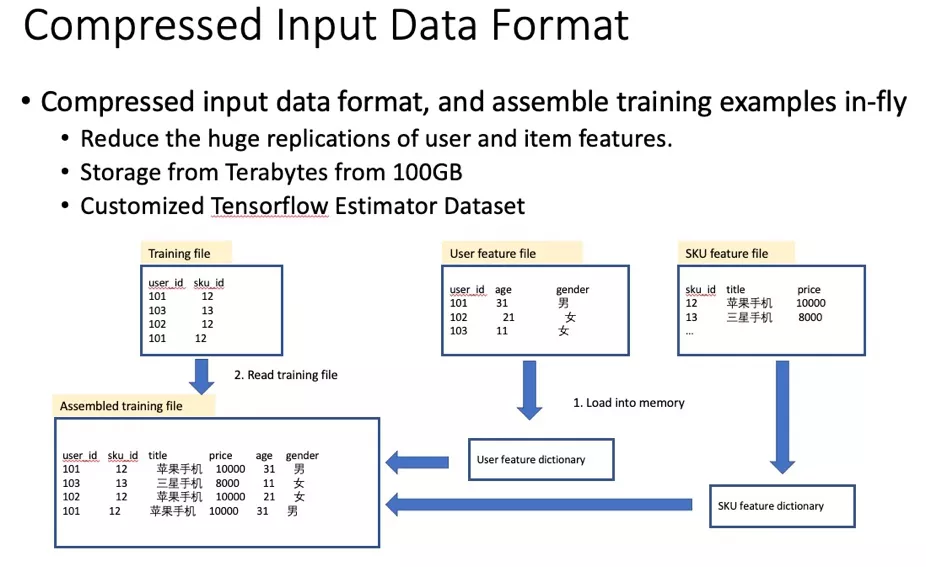 Compressed Input Data Format
• Compressed input data format, and assemble training examples in-fly
• Reduce the huge replications of user and item features.
• Storage from Terabytes from 100GB
• Customized Tensorflow Estimator Dataset
Training file
user_id sku_id
101 12
103 13
102 12
101 12
User feature file
user_id age gender
101 31 男
102 21 女
103 11 女
SKU feature file
sku_id title price
12 苹果手机 10000
13 三星手机 8000
...
2. Read training file
1. Load into memory
Assembled training file
user_id sku_id title price age gender
101 12 苹果手机 10000 31 男
103 13 三星手机 8000 11 女
102 12 苹果手机 10000 21 女
101 12 苹果手机 10000 31 男
User feature dictionary
SKU feature dictionary